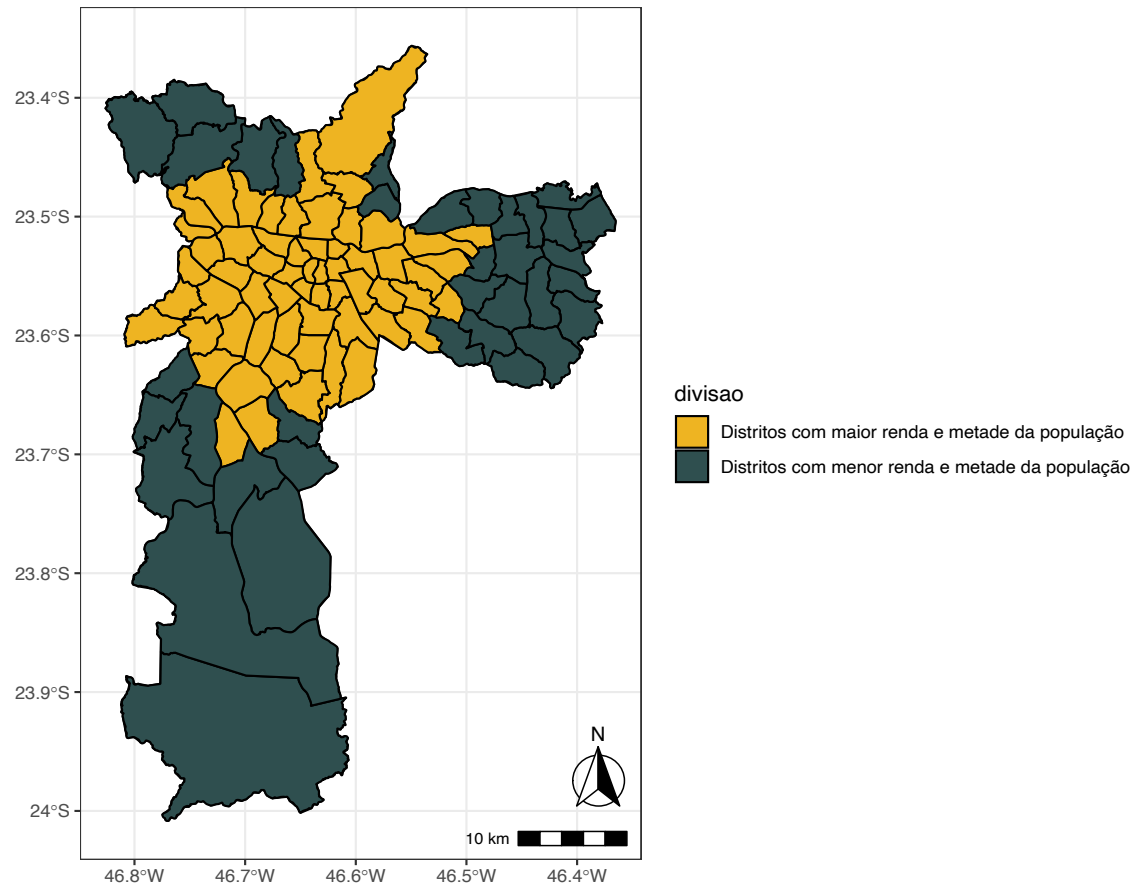 23.4°S
23.5°S
23.6°S
23.7°S
23.8°S
23.9°S
24°S
46.8°W
46.7°W
46.6°W
46.5°W
46.4°W
N
10 km
divisao
Distritos com maior renda e metade da população
Distritos com menor renda e metade da população